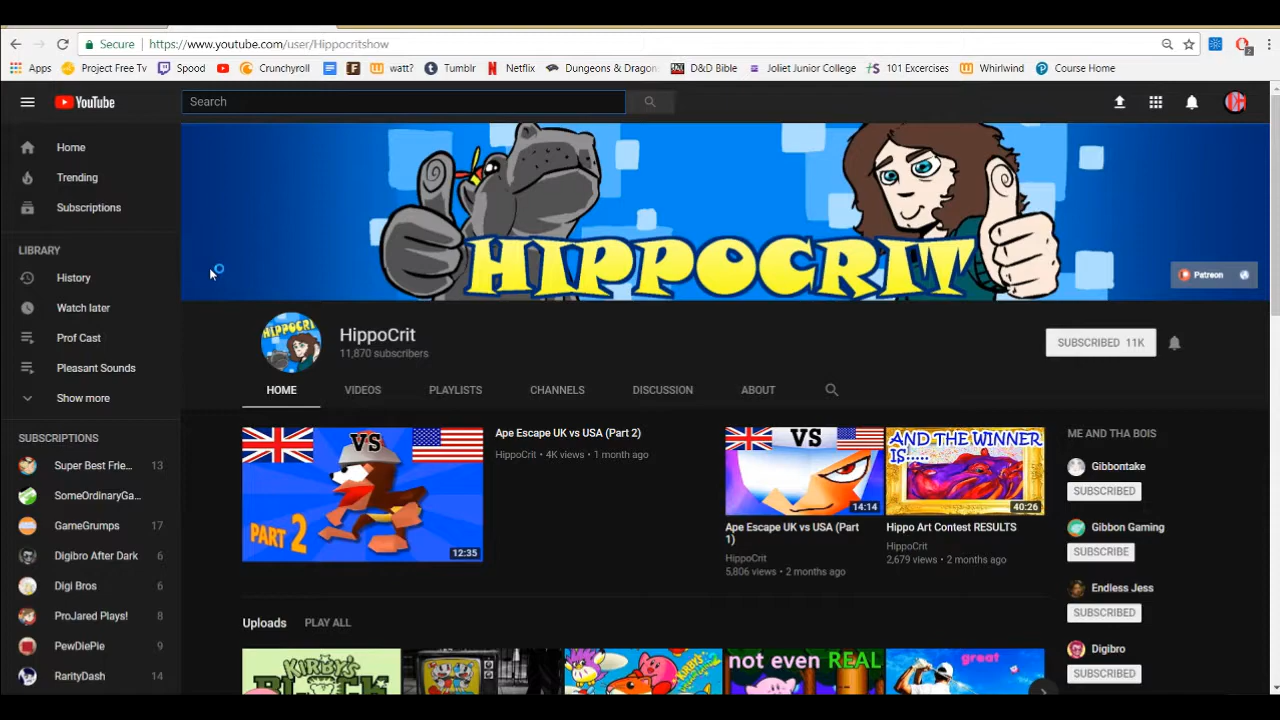 Secure https://www.youtube.com/user/Hippocritshow
Apps Project Free Tv Spood Crunchyroll watt? Tumblr Netflix Dungeons & Dragon D&D Bible Joliet Junior College 101 Excercises Whirlwind Course Home
YouTube
Search
Home
Trending
Subscriptions
LIBRARY
History
Watch later
Prof Cast
Pleasant Sounds
Show more
SUBSCRIPTIONS
Super Best Frie... 13
SomeOrdinaryGa...
GameGrumps 17
Digibro After Dark 6
Digi Bros 6
ProJared Plays! 8
PewDiePie 9
RarityDash 14
HIPPOCRIT
Patreon
HIPPOCRIT
HippoCrit
11,870 subscribers
SUBSCRIBED 11K
HOME VIDEOS PLAYLISTS CHANNELS DISCUSSION ABOUT
VS
PART 2
12:35
Ape Escape UK vs USA (Part 2)
HippoCrit • 4K views • 1 month ago
VS
14:14
Ape Escape UK vs USA (Part
1)
HippoCrit
5,806 views • 2 months ago
AND THE WINNER
IS.....
40:26
Hippo Art Contest RESULTS
HippoCrit
2,679 views • 2 months ago
ME AND THA BOIS
Gibbontake
SUBSCRIBED
Gibbon Gaming
SUBSCRIBE
Endless Jess
SUBSCRIBED
Digibro
SUBSCRIBED
Uploads PLAY ALL
KIRBY'S
not even REAL
great